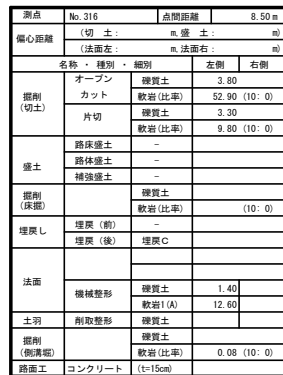 測点 No.316 点間距離 8.50 m
偏心距離 (切 土: m, 盛 土: m)
(法面左: m, 法面右: m)
名称 ・ 種別 ・ 細別 左側 右側
掘削 (切土) オープン カット 礫質土 3.80
軟岩(比率) 52.90 (10: 0)
片切 礫質土 3.30
軟岩(比率) 9.80 (10: 0)
盛土 路床盛土 −
路体盛土 −
補強盛土 −
掘削 (床掘) 礫質土
軟岩(比率) (10: 0)
埋戻し 埋戻(前) −
埋戻(後) 埋戻C
法面 機械整形 礫質土 1.40
軟岩1(A) 12.60
土羽 削取整形 礫質土
掘削 (側溝堀) 礫質土
軟岩(比率) 0.08 (10: 0)
路面工 コンクリート (t=15cm)